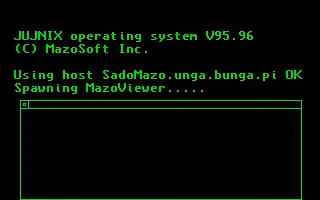 JUJNIX operating system V95.96
(C) MazoSoft Inc.
Using host SadoMazo.unga.bunga.pi OK
Spawning MazoViewer.....